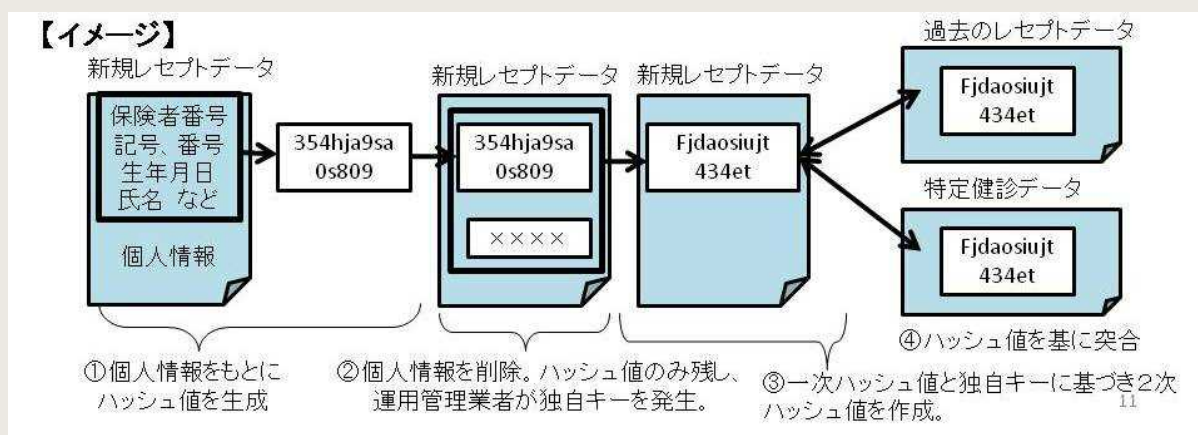 【イメージ】
新規レセプトデータ
保険者番号
記号、番号
生年月日
氏名 など
個人情報
354hja9sa
0s809
新規レセプトデータ
354hja9sa
0s809
××××
新規レセプトデータ
Fjdaosiujt
434et
過去のレセプトデータ
Fjdaosiujt
434et
特定健診データ
Fjdaosiujt
434et
①個人情報をもとに
ハッシュ値を生成
②個人情報を削除。ハッシュ値のみ残し、
運用管理業者が独自キーを発生。
③一次ハッシュ値と独自キーに基づき2次
ハッシュ値を作成。
④ハッシュ値を基に突合
11